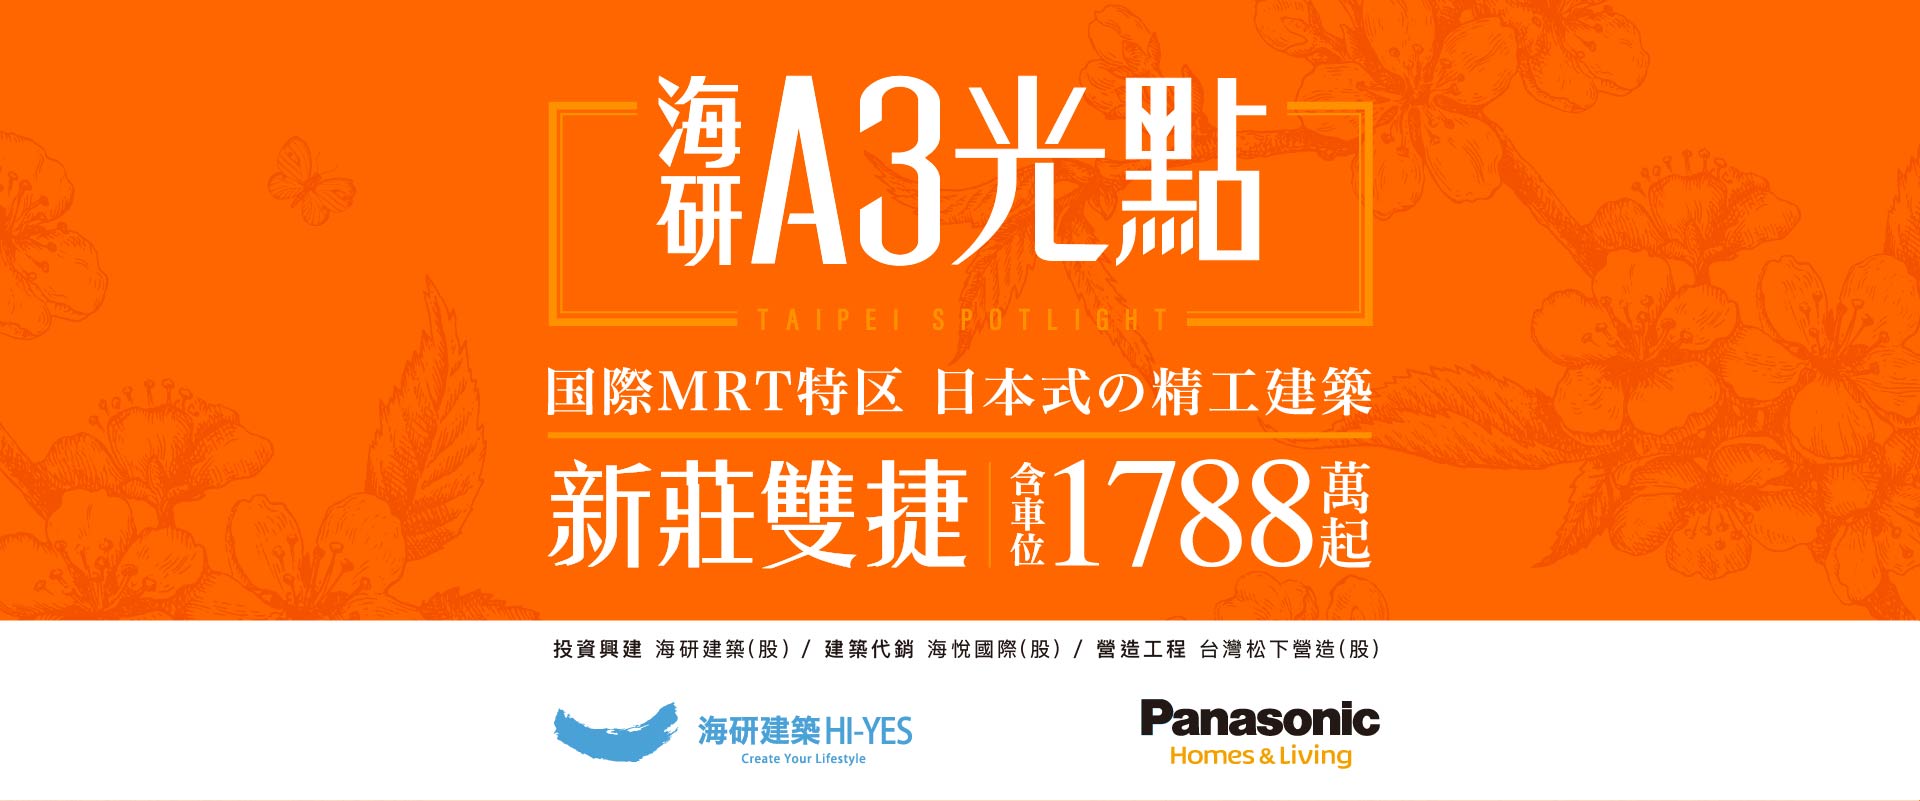 海研A3光點
TAIPEI SPOTLIGHT
国際MRT特区 日本式の精工建築
新莊雙捷 含車位1788萬起
投資興建 海研建築(股) / 建築代銷 海悅國際(股) / 營造工程 台灣松下營造(股)
海研建築 HI-YES
Create Your Lifestyle
Panasonic
Homes & Living